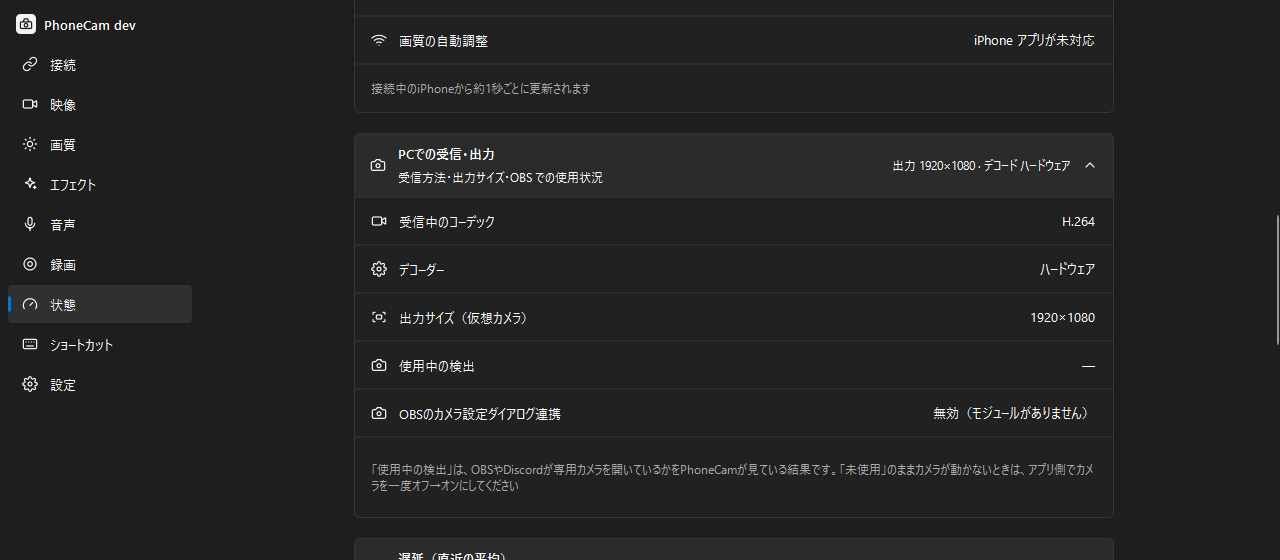 PhoneCam dev
接続
映像
画質
エフェクト
音声
録画
状態
ショートカット
設定
画質の自動調整
iPhone アプリが未対応
接続中のiPhoneから約1秒ごとに更新されます
PCでの受信・出力
受信方法・出力サイズ・OBS での使用状況
出力 1920×1080 · デコード ハードウェア
受信中のコーデック
H.264
デコーダー
ハードウェア
出力サイズ（仮想カメラ）
1920×1080
使用中の検出
—
OBSのカメラ設定ダイアログ連携
無効（モジュールがありません）
「使用中の検出」は、OBSやDiscordが専用カメラを開いているかをPhoneCamが見ている結果です。「未使用」のままカメラが動かないときは、アプリ側でカメ
ラを一度オフ→オンにしてください
遅延（直近の平均）